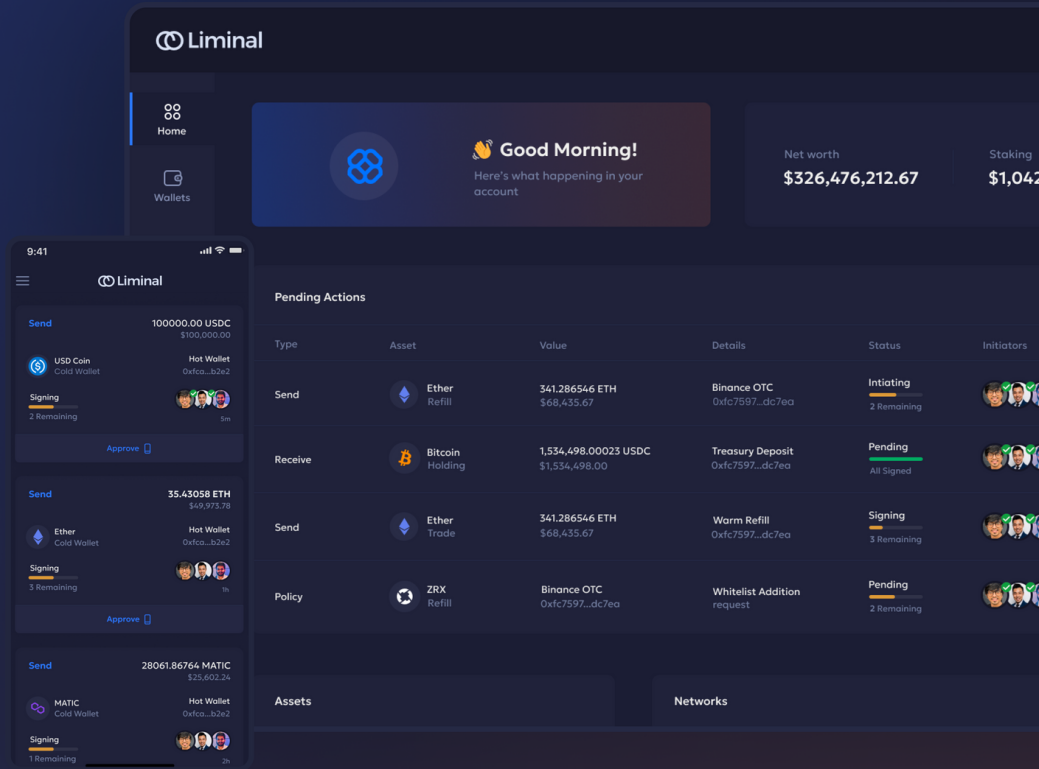 Liminal
Home
Wallets
👋 Good Morning!
Here's what happening in your
account
Net worth
$326,476,212.67
Staking
$1,042
Pending Actions
Type Asset Value Details Status Initiators
Send Ether Refill 341.286546 ETH $68,435.67 Binance OTC 0xfc7597...dc7ea Intiating 2 Remaining
Receive Bitcoin Holding 1,534,498.00023 USDC $1,534,498.00 Treasury Deposit 0xfc7597...dc7ea Pending All Signed
Send Ether Trade 341.286546 ETH $68,435.67 Warm Refill 0xfc7597...dc7ea Signing 3 Remaining
Policy ZRX Refill Binance OTC 0xfc7597...dc7ea Whitelist Addition request Pending 2 Remaining
Assets
Networks
9:41
Liminal
Send 100000.00 USDC
$100,000.00
USD Coin Hot Wallet
Cold Wallet 0xfca...b2e2
Signing
2 Remaining 5m
Approve
Send 35.43058 ETH
$49,973.78
Ether Hot Wallet
Cold Wallet 0xfca...b2e2
Signing
3 Remaining 1h
Approve
Send 28061.86764 MATIC
$25,602.24
MATIC Hot Wallet
Cold Wallet 0xfca...b2e2
Signing
1 Remaining 2h